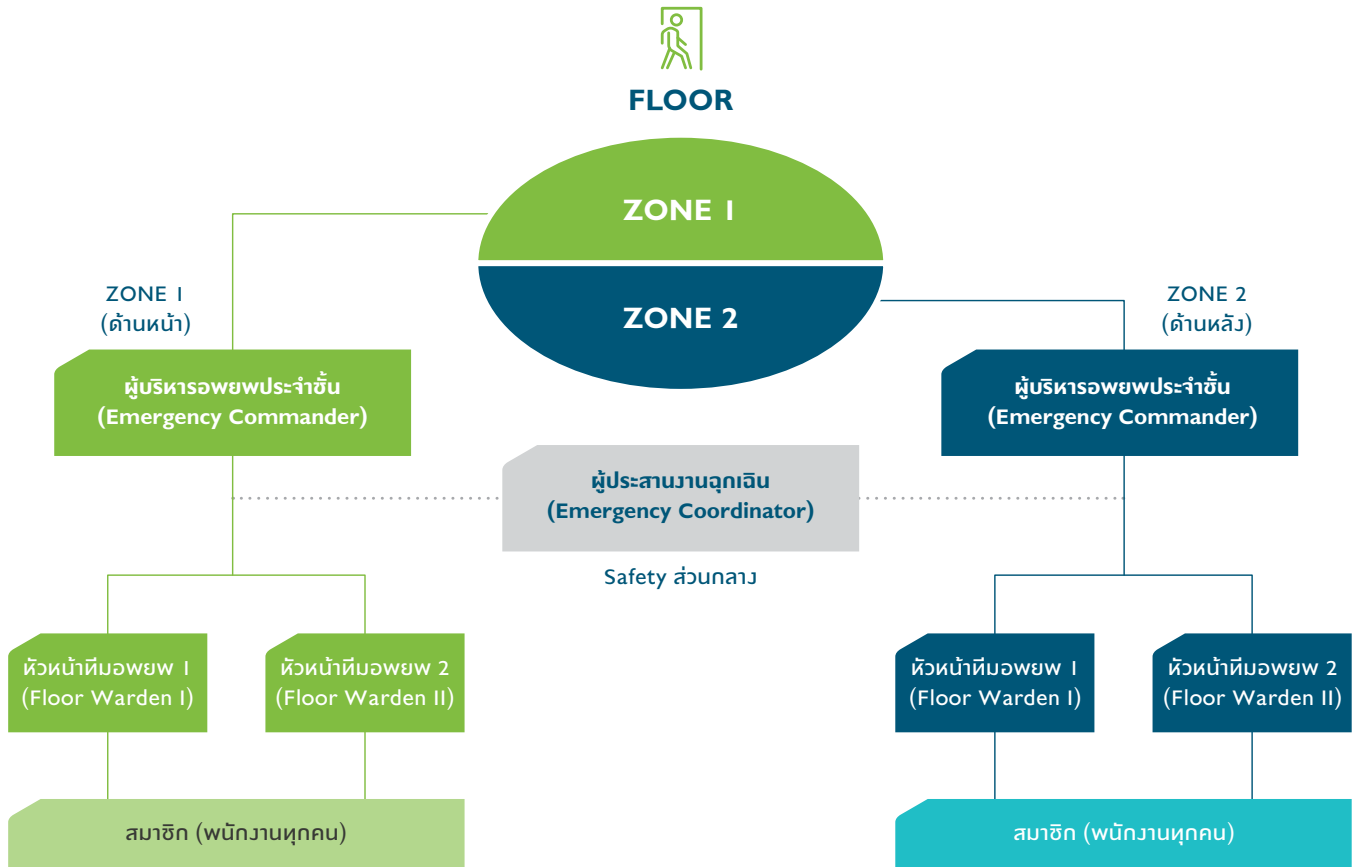 FLOOR
ZONE 1
ZONE 2
ZONE 1
(ด้านหน้า)
ZONE 2
(ด้านหลัง)
ผู้บริหารอพยพประจำชั้น
(Emergency Commander)
ผู้บริหารอพยพประจำชั้น
(Emergency Commander)
ผู้ประสานงานฉุกเฉิน
(Emergency Coordinator)
Safety ส่วนกลาง
หัวหน้าทีมอพยพ 1
(Floor Warden I)
หัวหน้าทีมอพยพ 2
(Floor Warden II)
หัวหน้าทีมอพยพ 1
(Floor Warden I)
หัวหน้าทีมอพยพ 2
(Floor Warden II)
สมาชิก (พนักงานทุกคน)
สมาชิก (พนักงานทุกคน)